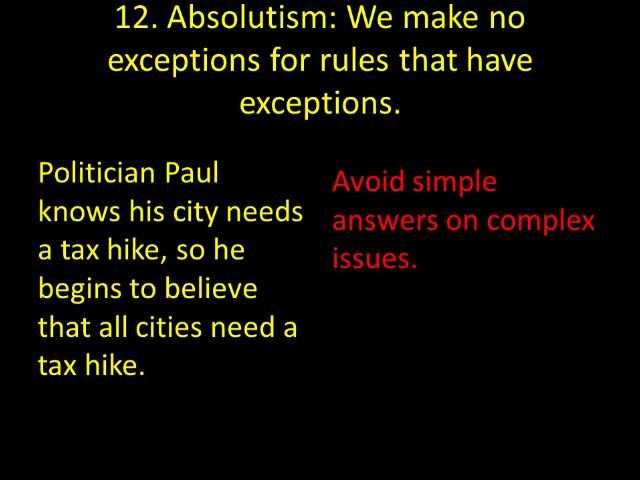 12. Absolutism: We make no
exceptions for rules that have
exceptions.
Politician Paul
knows his city needs
a tax hike, so he
begins to believe
that all cities need a
tax hike.
Avoid simple
answers on complex
issues.